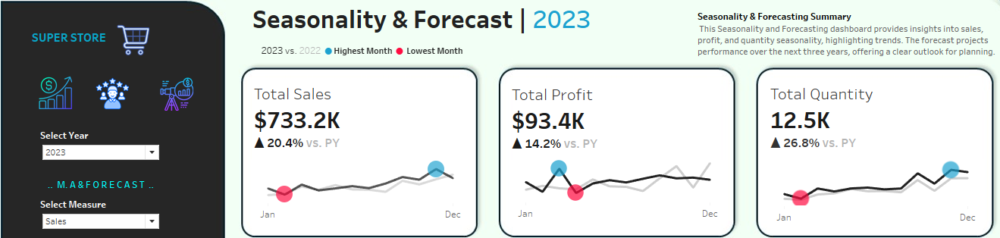 SUPER STORE
Select Year
2023
.. M.A&FORECAST ..
Select Measure
Sales
Seasonality & Forecast | 2023
2023 vs. 2022 Highest Month Lowest Month
Seasonality & Forecasting Summary
This Seasonality and Forecasting dashboard provides insights into sales,
profit, and quantity seasonality, highlighting trends. The forecast projects
performance over the next three years, offering a clear outlook for planning.
Total Sales
$733.2K
▲ 20.4% vs. PY
Jan Dec
Total Profit
$93.4K
▲ 14.2% vs. PY
Jan Dec
Total Quantity
12.5K
▲ 26.8% vs. PY
Jan Dec